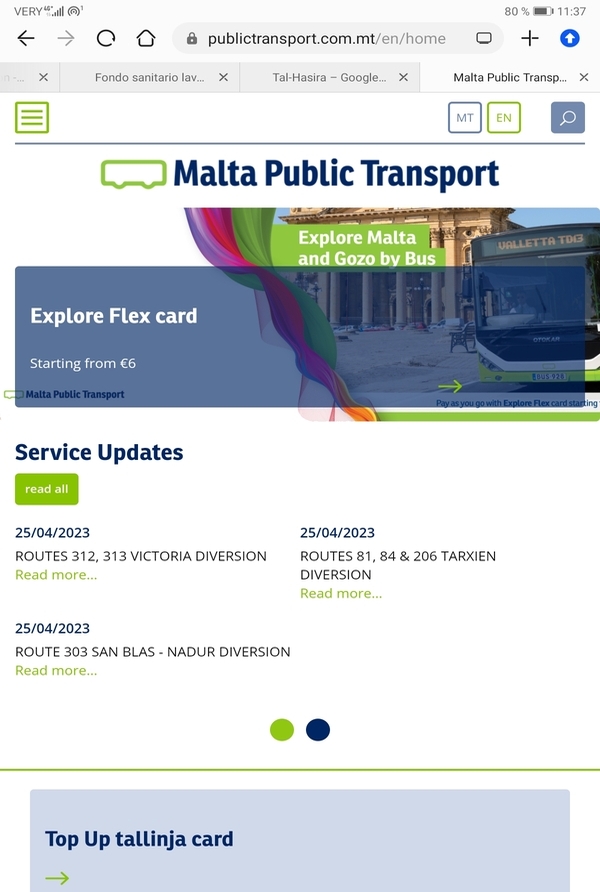 VERY 4G 80 % 11:37
publictransport.com.mt/en/home
Fondo sanitario lav... Tal-Hasira – Google... Malta Public Transp...
MT EN
Malta Public Transport
Explore Malta
and Gozo by Bus
VALLETTA TD13
Explore Flex card
OTOKAR
Starting from €6
BUS 928
Malta Public Transport
Pay as you go with Explore Flex card starting
Service Updates
read all
25/04/2023
ROUTES 312, 313 VICTORIA DIVERSION
Read more...
25/04/2023
ROUTES 81, 84 & 206 TARXIEN
DIVERSION
Read more...
25/04/2023
ROUTE 303 SAN BLAS - NADUR DIVERSION
Read more...
Top Up tallinja card